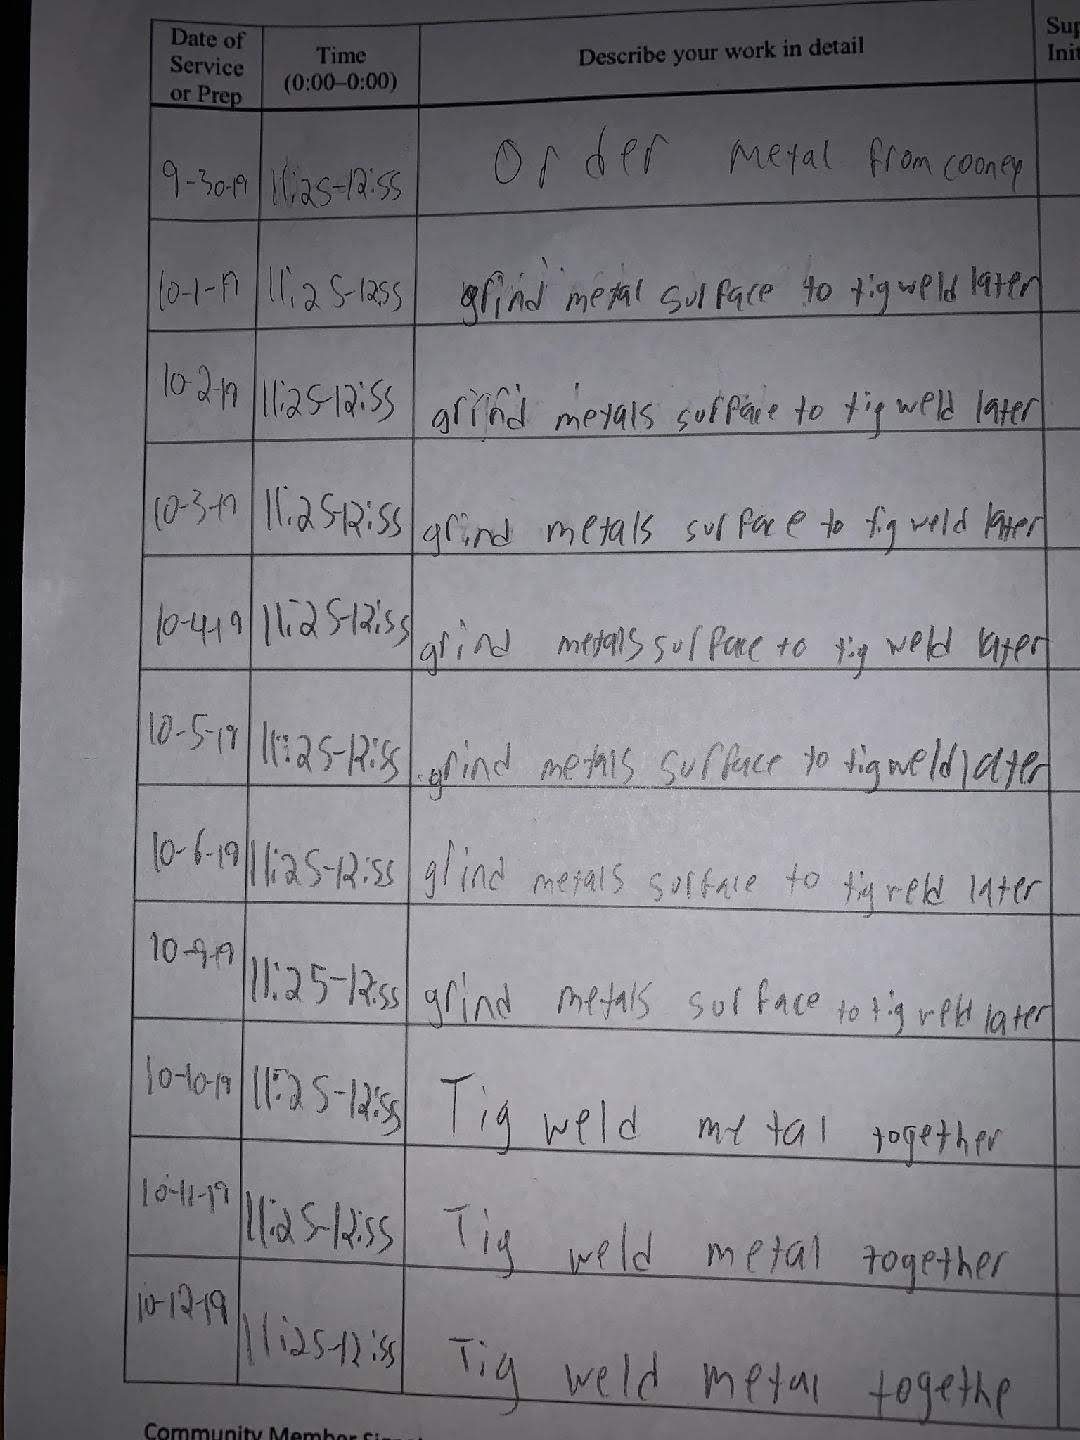 Date of Service or Prep Time (0:00–0:00) Describe your work in detail Sup Init
9-30-19 11:25-12:55 Order metal from cooney
10-1-19 11:25-12:55 grind metal surface to tig weld later
10-2-19 11:25-12:55 grind metals surface to tig weld later
10-3-19 11:25-12:55 grind metals surface to tig weld later
10-4-19 11:25-12:55 grind metals surface to tig weld later
10-5-19 11:25-12:55 grind metals surface to tig weld later
10-6-19 11:25-12:55 grind metals surface to tig weld later
10-9-19 11:25-12:55 grind metals surface to tig weld later
10-10-19 11:25-12:55 Tig weld metal together
10-11-19 11:25-12:55 Tig weld metal together
10-12-19 11:25-12:55 Tig weld metal togethe
Community Member